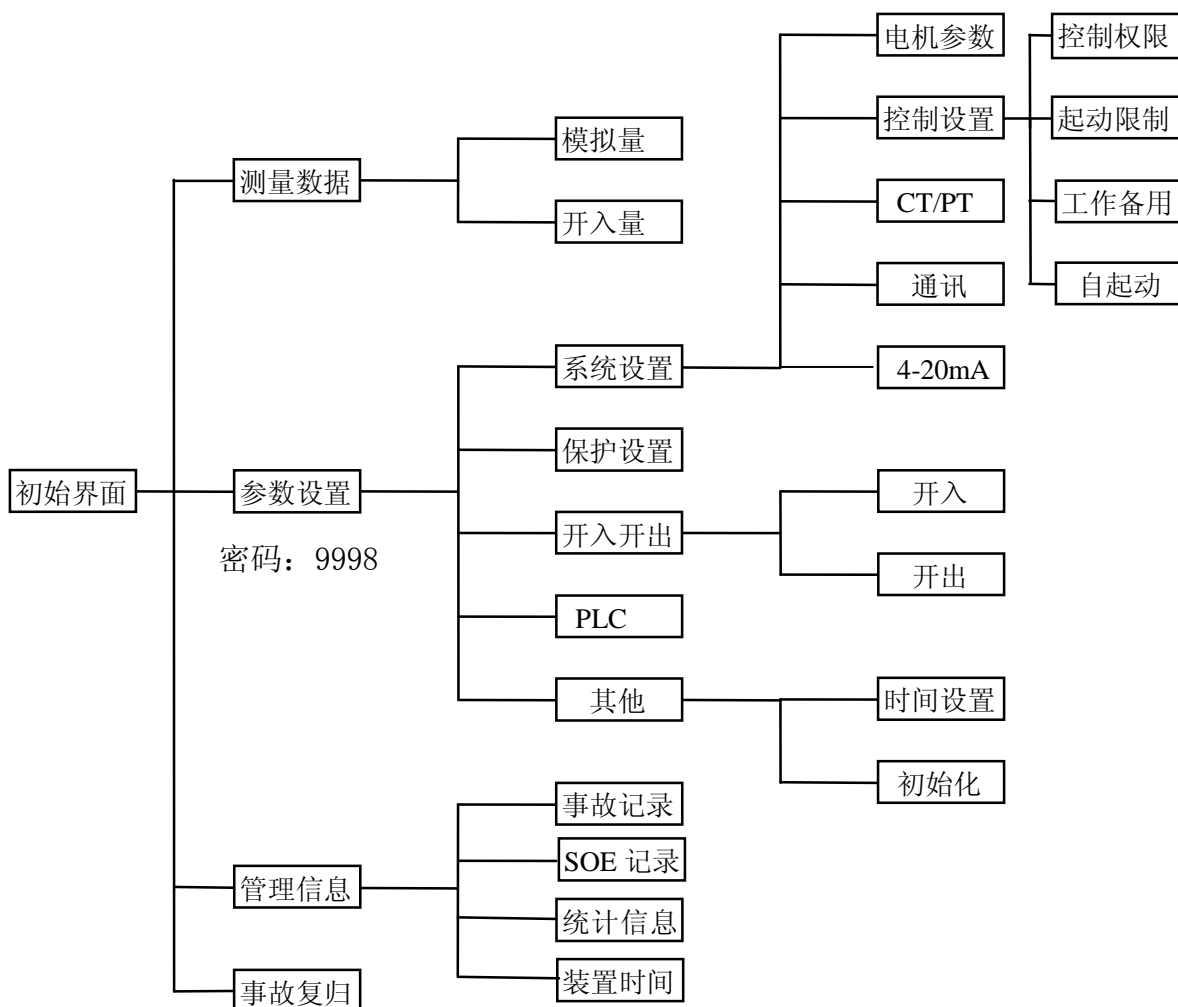 电机参数
控制权限
模拟量
控制设置
起动限制
测量数据
开入量
CT/PT
工作备用
通讯
自起动
系统设置
4-20mA
保护设置
初始界面
参数设置
开入
密码：9998
开入开出
开出
PLC
其他
时间设置
初始化
事故记录
SOE 记录
管理信息
统计信息
事故复归
装置时间